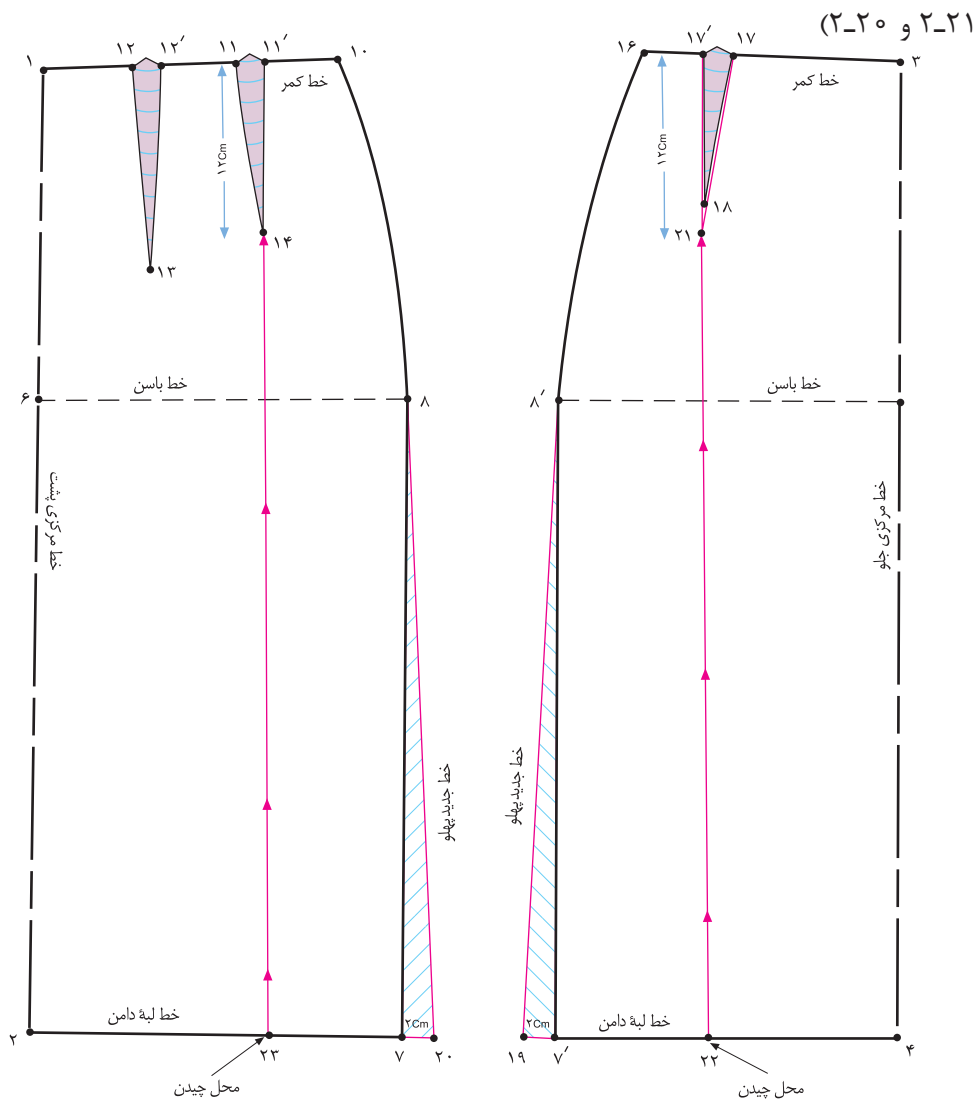 ۲ـ۲۰ و ۲ـ۲۱)
۱۷′
۱۷
۱۶
۳
خط کمر
۱۲Cm
۱۸
۲۱
خط باسن
۸′
خط مرکزی جلو
خط جدید پهلو
۲Cm
خط لبهٔ دامن
۱۹
۷′
۲۲
۴
محل چیدن
۱
۱۲
۱۲′
۱۱
۱۱′
۱۰
خط کمر
۱۲Cm
۱۴
۱۳
خط باسن
۶
۸
خط مرکزی پشت
خط جدید پهلو
خط لبهٔ دامن
۲Cm
۲
۲۳
۷
۲۰
محل چیدن